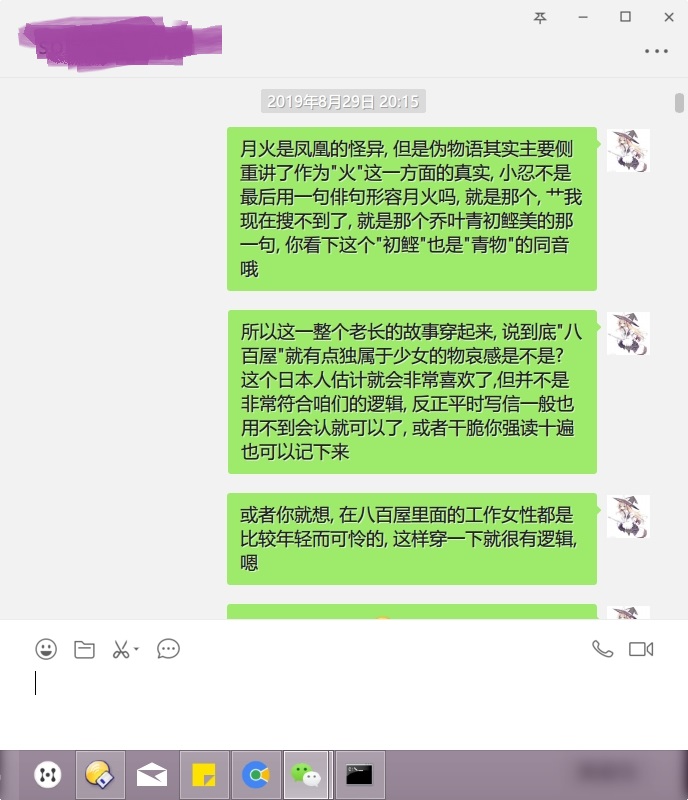 2019年8月29日 20:15
月火是凤凰的怪异, 但是伪物语其实主要侧
重讲了作为"火"这一方面的真实, 小忍不是
最后用一句俳句形容月火吗, 就是那个, 艹我
现在搜不到了, 就是那个乔叶青初鲣美的那
一句, 你看下这个"初鲣"也是"青物"的同音
哦
所以这一整个老长的故事穿起来, 说到底"八
百屋"就有点独属于少女的物哀感是不是?
这个日本人估计就会非常喜欢了,但并不是
非常符合咱们的逻辑, 反正平时写信一般也
用不到会认就可以了, 或者干脆你强读十遍
也可以记下来
或者你就想, 在八百屋里面的工作女性都是
比较年轻而可怜的, 这样穿一下就很有逻辑,
嗯